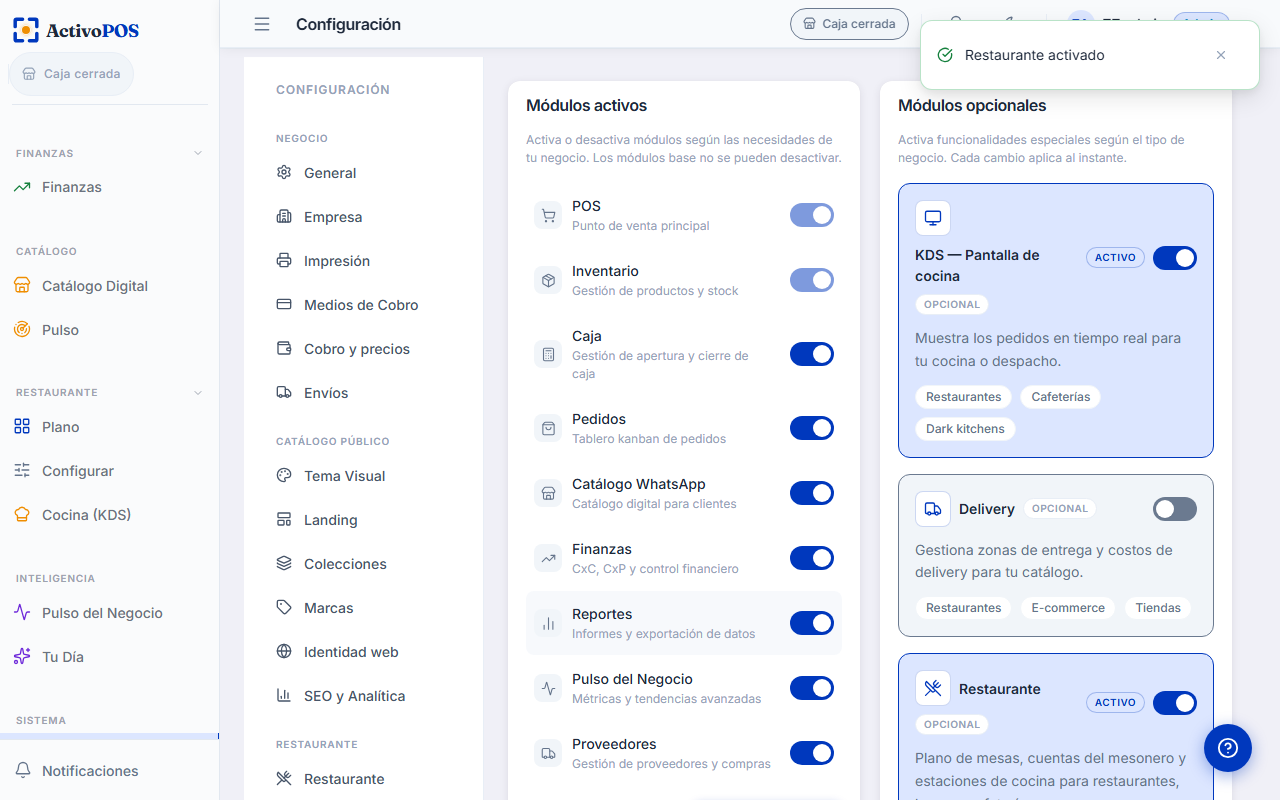 ActivoPOS
Caja cerrada
FINANZAS
Finanzas
CATÁLOGO
Catálogo Digital
Pulso
RESTAURANTE
Plano
Configurar
Cocina (KDS)
INTELIGENCIA
Pulso del Negocio
Tu Día
SISTEMA
Notificaciones
Configuración
Caja cerrada
Restaurante activado
CONFIGURACIÓN
NEGOCIO
General
Empresa
Impresión
Medios de Cobro
Cobro y precios
Envíos
CATÁLOGO PÚBLICO
Tema Visual
Landing
Colecciones
Marcas
Identidad web
SEO y Analítica
RESTAURANTE
Restaurante
Módulos activos
Activa o desactiva módulos según las necesidades de
tu negocio. Los módulos base no se pueden desactivar.
POS
Punto de venta principal
Inventario
Gestión de productos y stock
Caja
Gestión de apertura y cierre de
caja
Pedidos
Tablero kanban de pedidos
Catálogo WhatsApp
Catálogo digital para clientes
Finanzas
CxC, CxP y control financiero
Reportes
Informes y exportación de datos
Pulso del Negocio
Métricas y tendencias avanzadas
Proveedores
Gestión de proveedores y compras
Módulos opcionales
Activa funcionalidades especiales según el tipo de
negocio. Cada cambio aplica al instante.
KDS — Pantalla de
cocina
ACTIVO
OPCIONAL
Muestra los pedidos en tiempo real para
tu cocina o despacho.
Restaurantes Cafeterías
Dark kitchens
Delivery OPCIONAL
Gestiona zonas de entrega y costos de
delivery para tu catálogo.
Restaurantes E-commerce Tiendas
Restaurante
ACTIVO
OPCIONAL
Plano de mesas, cuentas del mesonero y
estaciones de cocina para restaurantes,